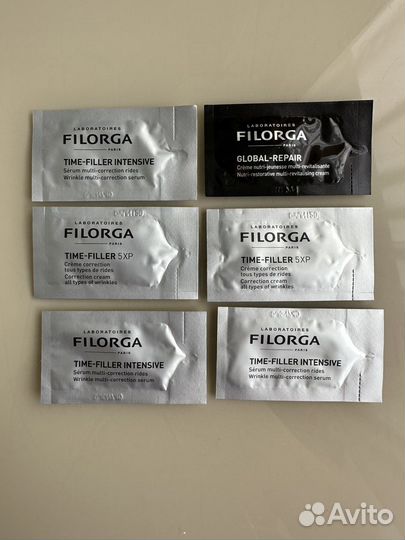 LABORATOIRES
FILORGA
PARIS
TIME-FILLER INTENSIVE
Sérum multi-correction rides
Wrinkle multi-correction serum
LABORATOIRES
FILORGA
PARIS
GLOBAL-REPAIR
Crème nutri-jeunesse multi-revitalisante
Nutri-restorative multi-revitalising cream
LABORATOIRES
FILORGA
PARIS
TIME-FILLER 5XP
Crème correction
tous types de rides
Correction cream
all types of wrinkles
LABORATOIRES
FILORGA
PARIS
TIME-FILLER 5XP
Crème correction
tous types de rides
Correction cream
all types of wrinkles
LABORATOIRES
FILORGA
PARIS
TIME-FILLER INTENSIVE
Sérum multi-correction rides
Wrinkle multi-correction serum
LABORATOIRES
FILORGA
PARIS
TIME-FILLER INTENSIVE
Sérum multi-correction rides
Wrinkle multi-correction serum
Avito